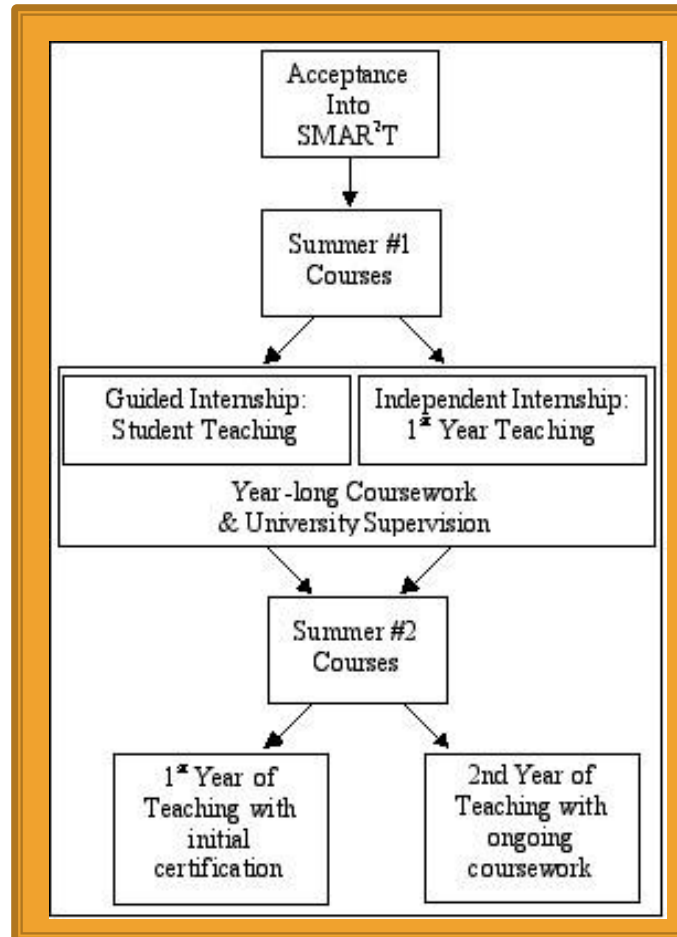 Acceptance
Into
SMAR²T
Summer #1
Courses
Guided Internship:
Student Teaching
Independent Internship:
1st Year Teaching
Year-long Coursework
& University Supervision
Summer #2
Courses
1st Year of
Teaching with
initial
certification
2nd Year of
Teaching with
ongoing
coursework